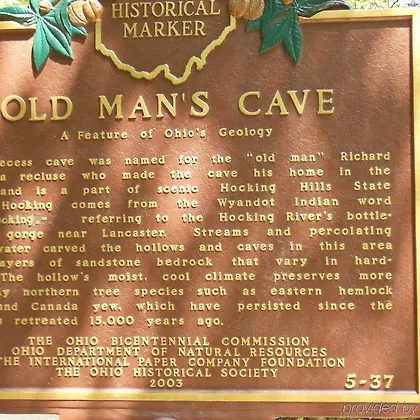 HISTORICAL
MARKER
OLD MAN'S CAVE
A Feature of Ohio's Geology
ecess cave was named for the "old man" Richard
a recluse who made the cave his home in the
and is a part of scenic Hocking Hills State
Hocking comes from the Wyandot Indian word
referring to the Hocking River's bottle-
gorge near Lancaster. Streams and percolating
water carved the hollows and caves in this area
ayers of sandstone bedrock that vary in hard-
The hollow's moist, cool climate preserves more
y northern tree species such as eastern hemlock
and Canada yew, which have persisted since the
s retreated 15,000 years ago.
THE OHIO BICENTENNIAL COMMISSION
OHIO DEPARTMENT OF NATURAL RESOURCES
THE INTERNATIONAL PAPER COMPANY FOUNDATION
THE OHIO HISTORICAL SOCIETY
2003
5-37
provided by